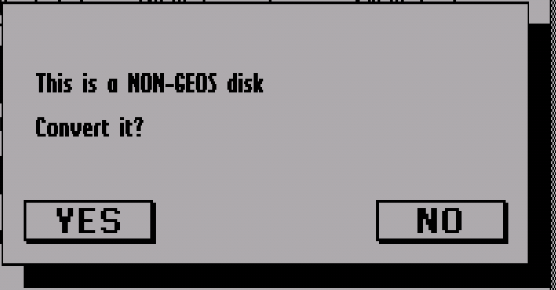 This is a NON-GEOS disk
Convert it?
YES
NO